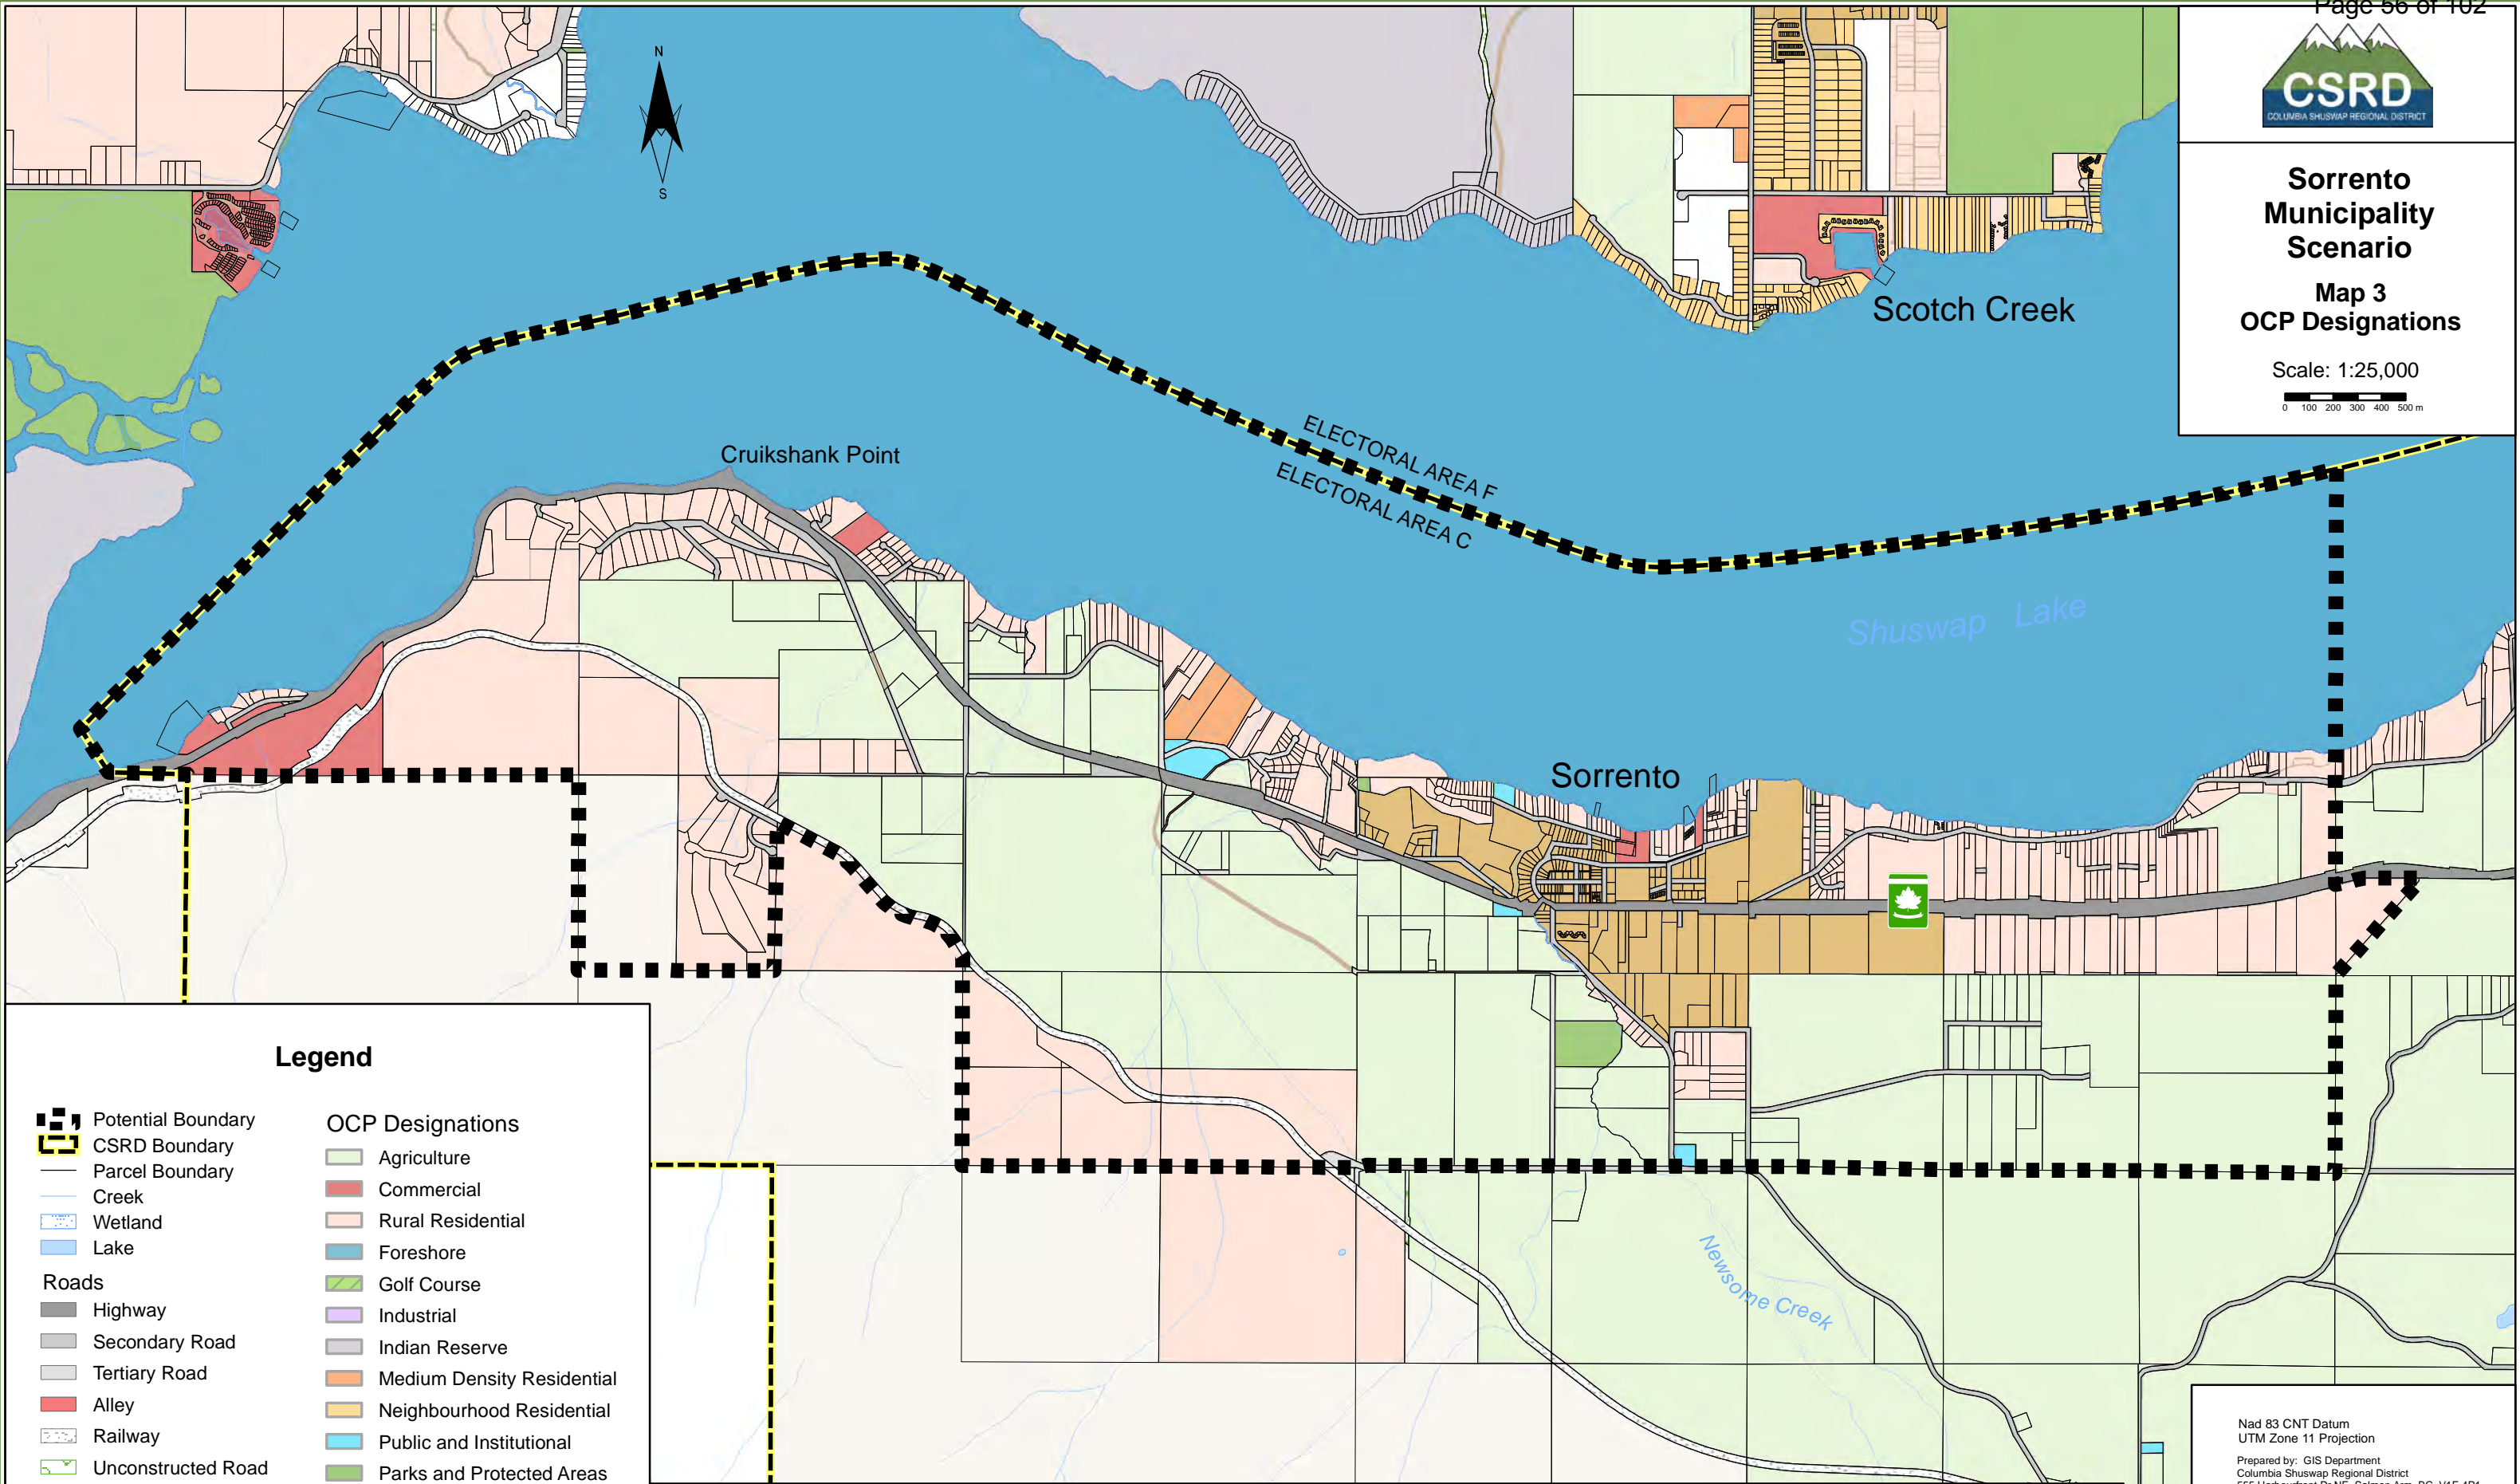 Page 56 of 102
CSRD
COLUMBIA SHUSWAP REGIONAL DISTRICT
Sorrento
Municipality
Scenario
Map 3
OCP Designations
Scale: 1:25,000
0 100 200 300 400 500 m
N
S
Scotch Creek
Cruikshank Point
ELECTORAL AREA F
ELECTORAL AREA C
Shuswap Lake
Sorrento
Newsome Creek
Legend
Potential Boundary
CSRD Boundary
Parcel Boundary
Creek
Wetland
Lake
Roads
Highway
Secondary Road
Tertiary Road
Alley
Railway
Unconstructed Road
OCP Designations
Agriculture
Commercial
Rural Residential
Foreshore
Golf Course
Industrial
Indian Reserve
Medium Density Residential
Neighbourhood Residential
Public and Institutional
Parks and Protected Areas
Nad 83 CNT Datum
UTM Zone 11 Projection
Prepared by: GIS Department
Columbia Shuswap Regional District